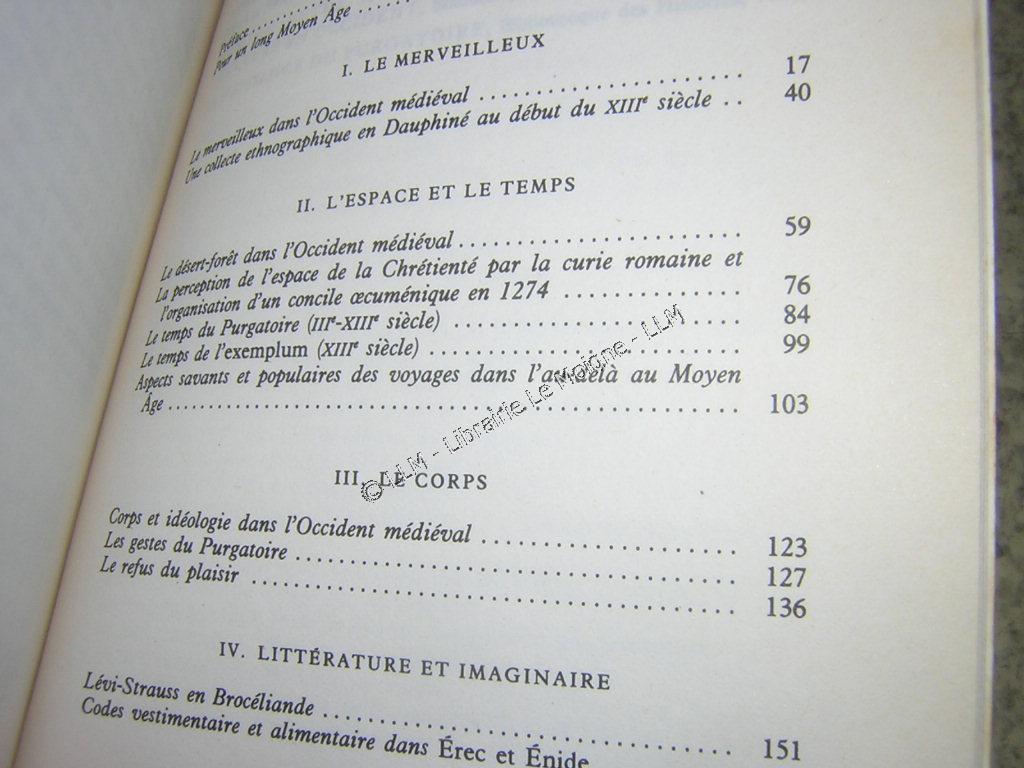 Préface
Pour un long Moyen Âge
I. LE MERVEILLEUX
Le merveilleux dans l'Occident médiéval .......................... 17
Une collecte ethnographique en Dauphiné au début du XIIIe siècle .. 40
II. L'ESPACE ET LE TEMPS
Le désert-forêt dans l'Occident médiéval .......................... 59
La perception de l'espace de la Chrétienté par la curie romaine et
l'organisation d'un concile œcuménique en 1274 ................ 76
Le temps du Purgatoire (IIIe-XIIIe siècle) .......................... 84
Le temps de l'exemplum (XIIIe siècle) ............................ 99
Aspects savants et populaires des voyages dans l'au-delà au Moyen
Âge .................................................... 103
© LLM - Librairie Le Moigne - LLM
III. LE CORPS
Corps et idéologie dans l'Occident médiéval ....................... 123
Les gestes du Purgatoire ........................................ 127
Le refus du plaisir ............................................ 136
IV. LITTÉRATURE ET IMAGINAIRE
Lévi-Strauss en Brocéliande ..................................... 151
Codes vestimentaire et alimentaire dans Érec et Énide